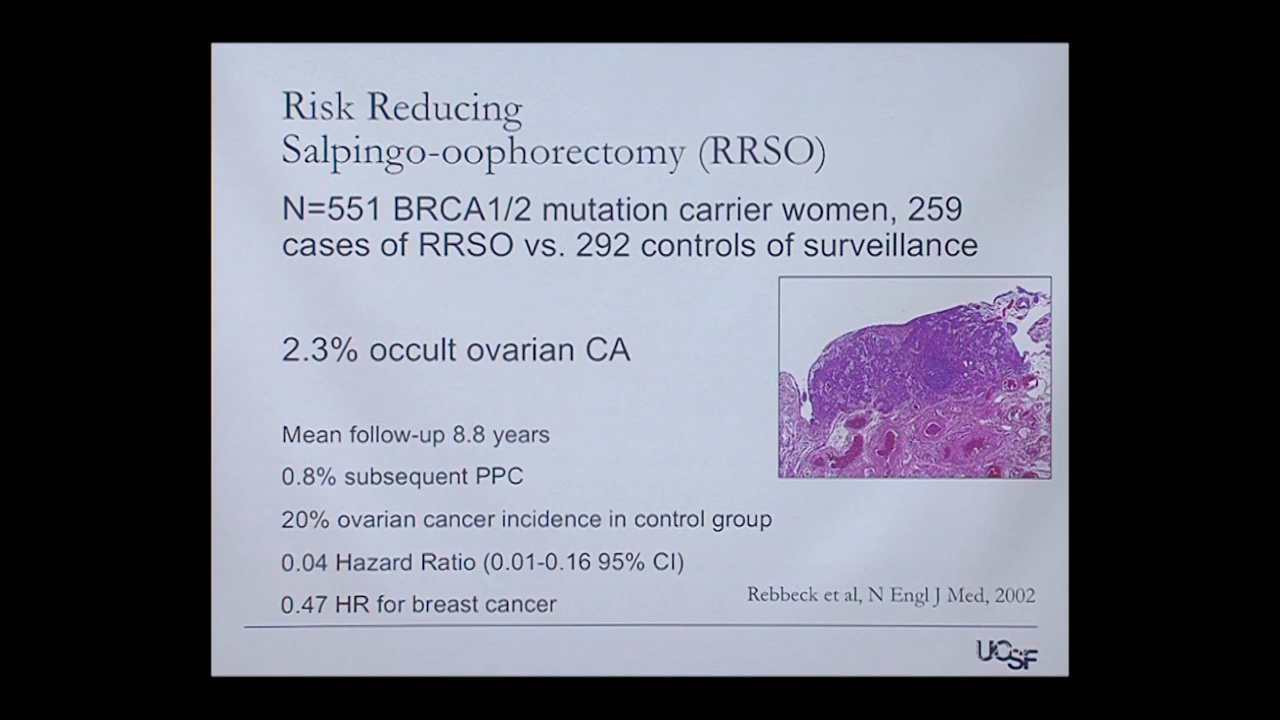 Risk Reducing
Salpingo-oophorectomy (RRSO)
N=551 BRCA1/2 mutation carrier women, 259
cases of RRSO vs. 292 controls of surveillance
2.3% occult ovarian CA
Mean follow-up 8.8 years
0.8% subsequent PPC
20% ovarian cancer incidence in control group
0.04 Hazard Ratio (0.01-0.16 95% CI)
0.47 HR for breast cancer
Rebbeck et al, N Engl J Med, 2002
UCSF